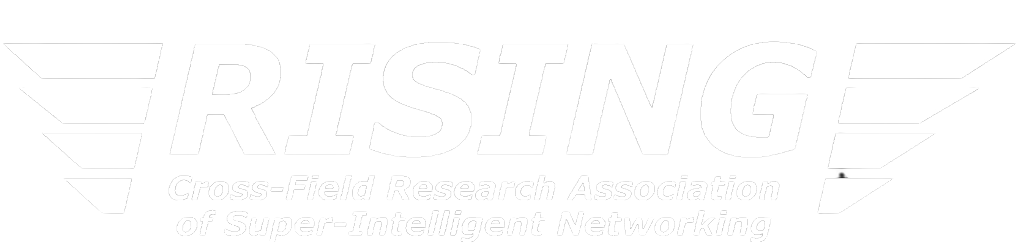 RISING
Cross-Field Research Association
of Super-Intelligent Networking